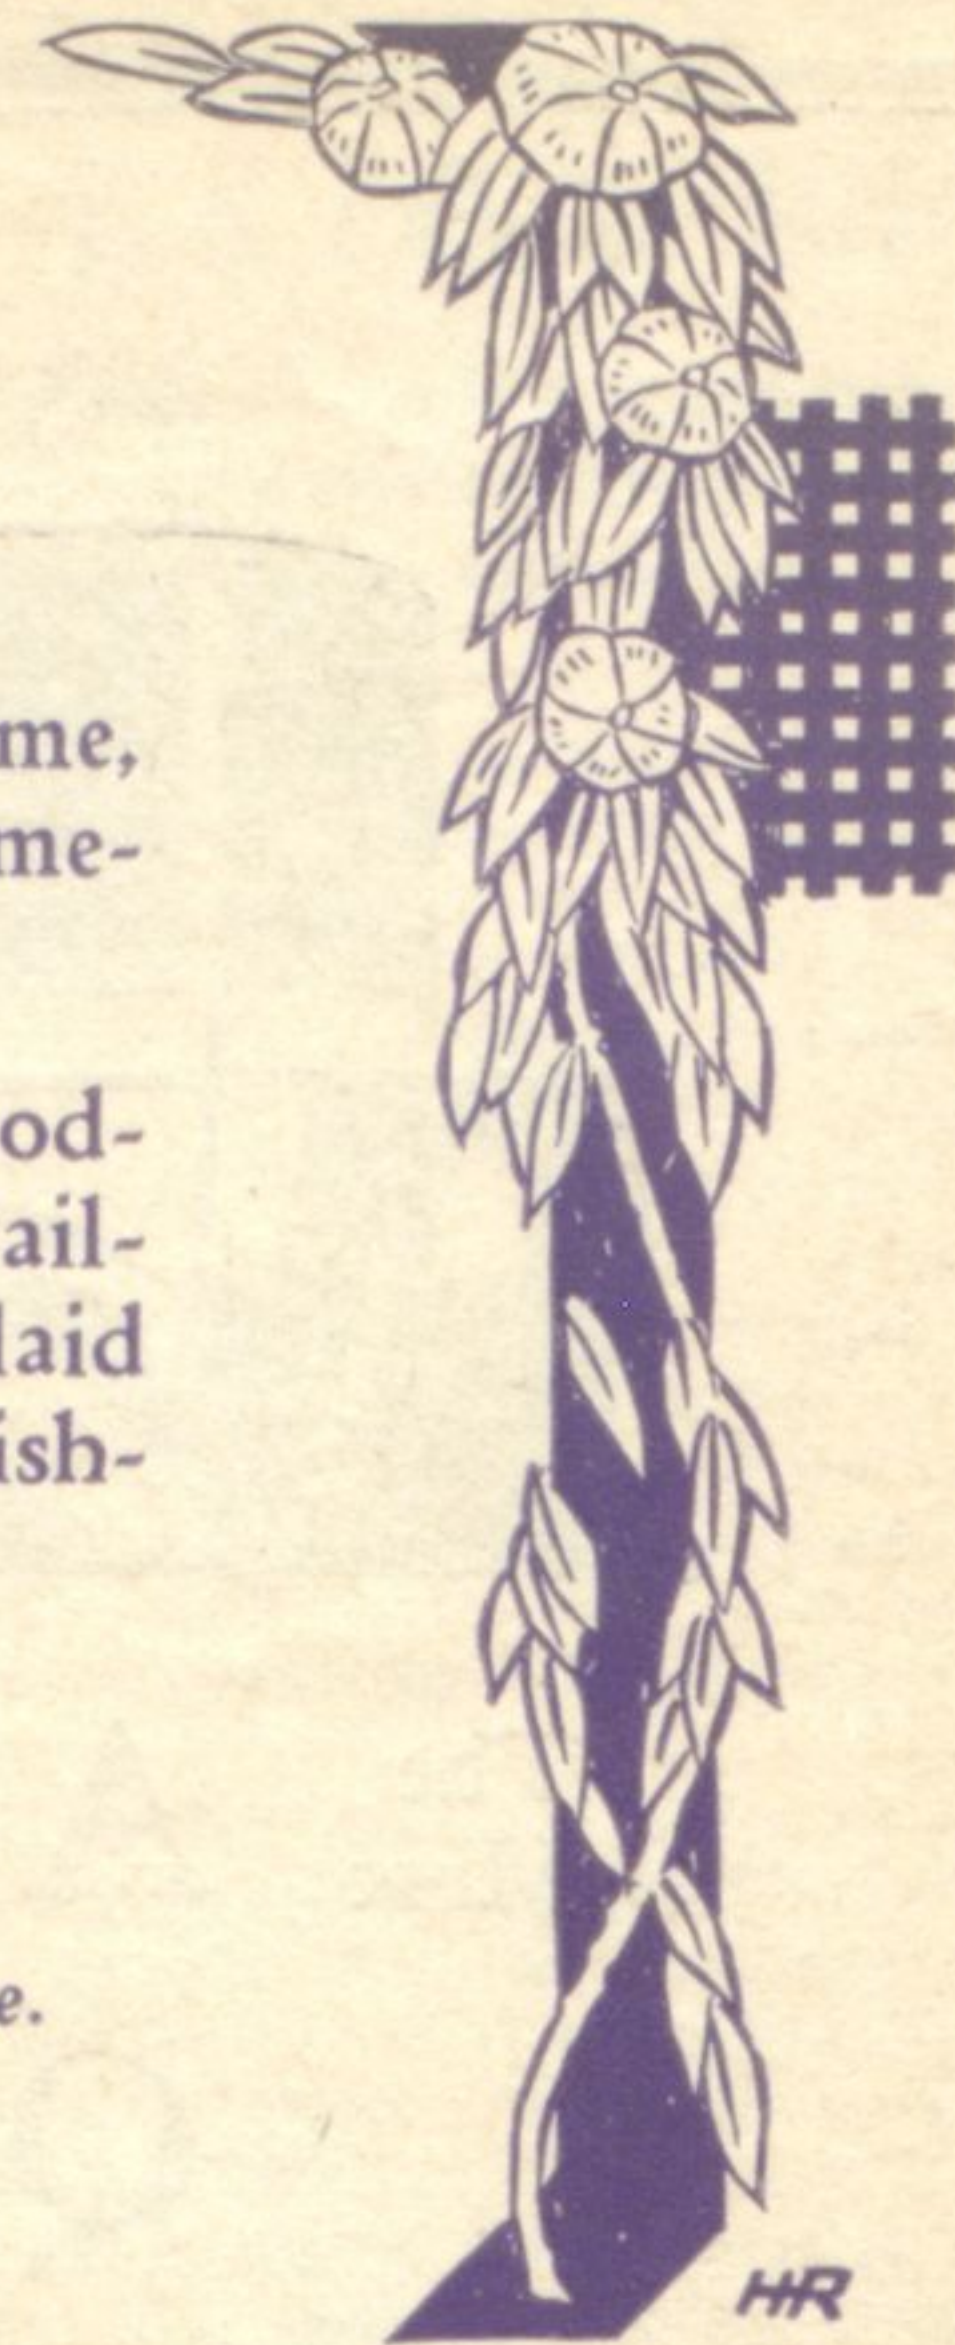 me,
me-
od-
ail-
laid
ish-
e.
HR